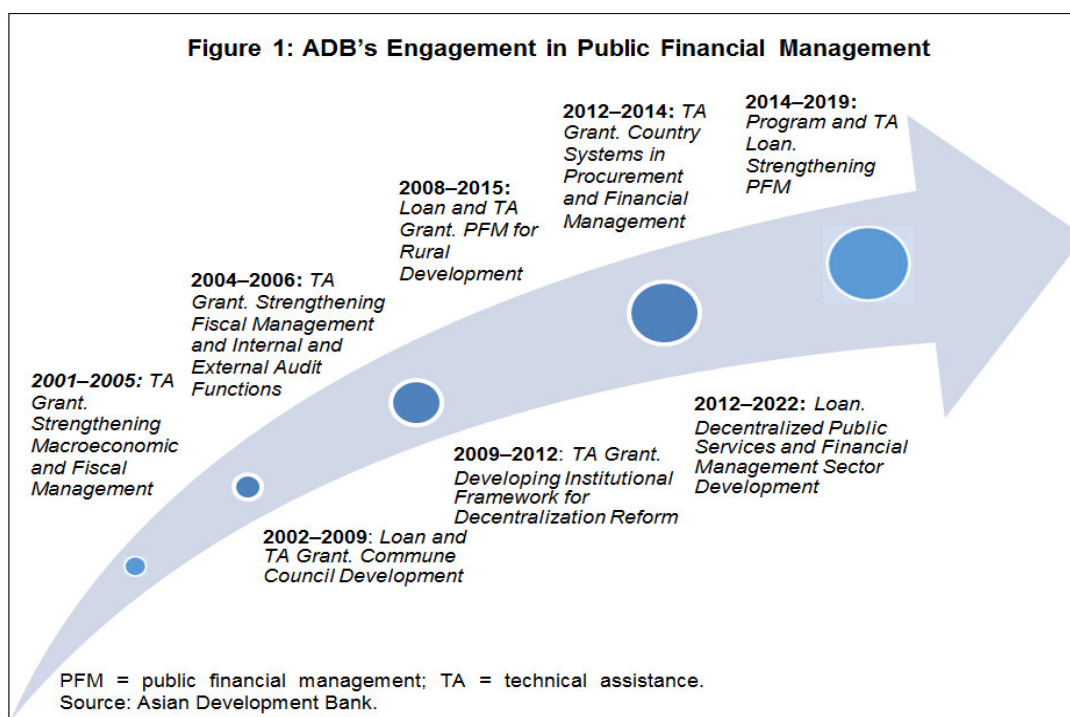 Figure 1: ADB's Engagement in Public Financial Management
2001–2005: TA
Grant.
Strengthening
Macroeconomic
and Fiscal
Management
2004–2006: TA
Grant. Strengthening
Fiscal Management
and Internal and
External Audit
Functions
2008–2015:
Loan and TA
Grant. PFM for
Rural
Development
2012–2014: TA
Grant. Country
Systems in
Procurement
and Financial
Management
2014–2019:
Program and TA
Loan.
Strengthening
PFM
2002–2009: Loan and
TA Grant. Commune
Council Development
2009–2012: TA Grant.
Developing Institutional
Framework for
Decentralization Reform
2012–2022: Loan.
Decentralized Public
Services and Financial
Management Sector
Development
PFM = public financial management; TA = technical assistance.
Source: Asian Development Bank.